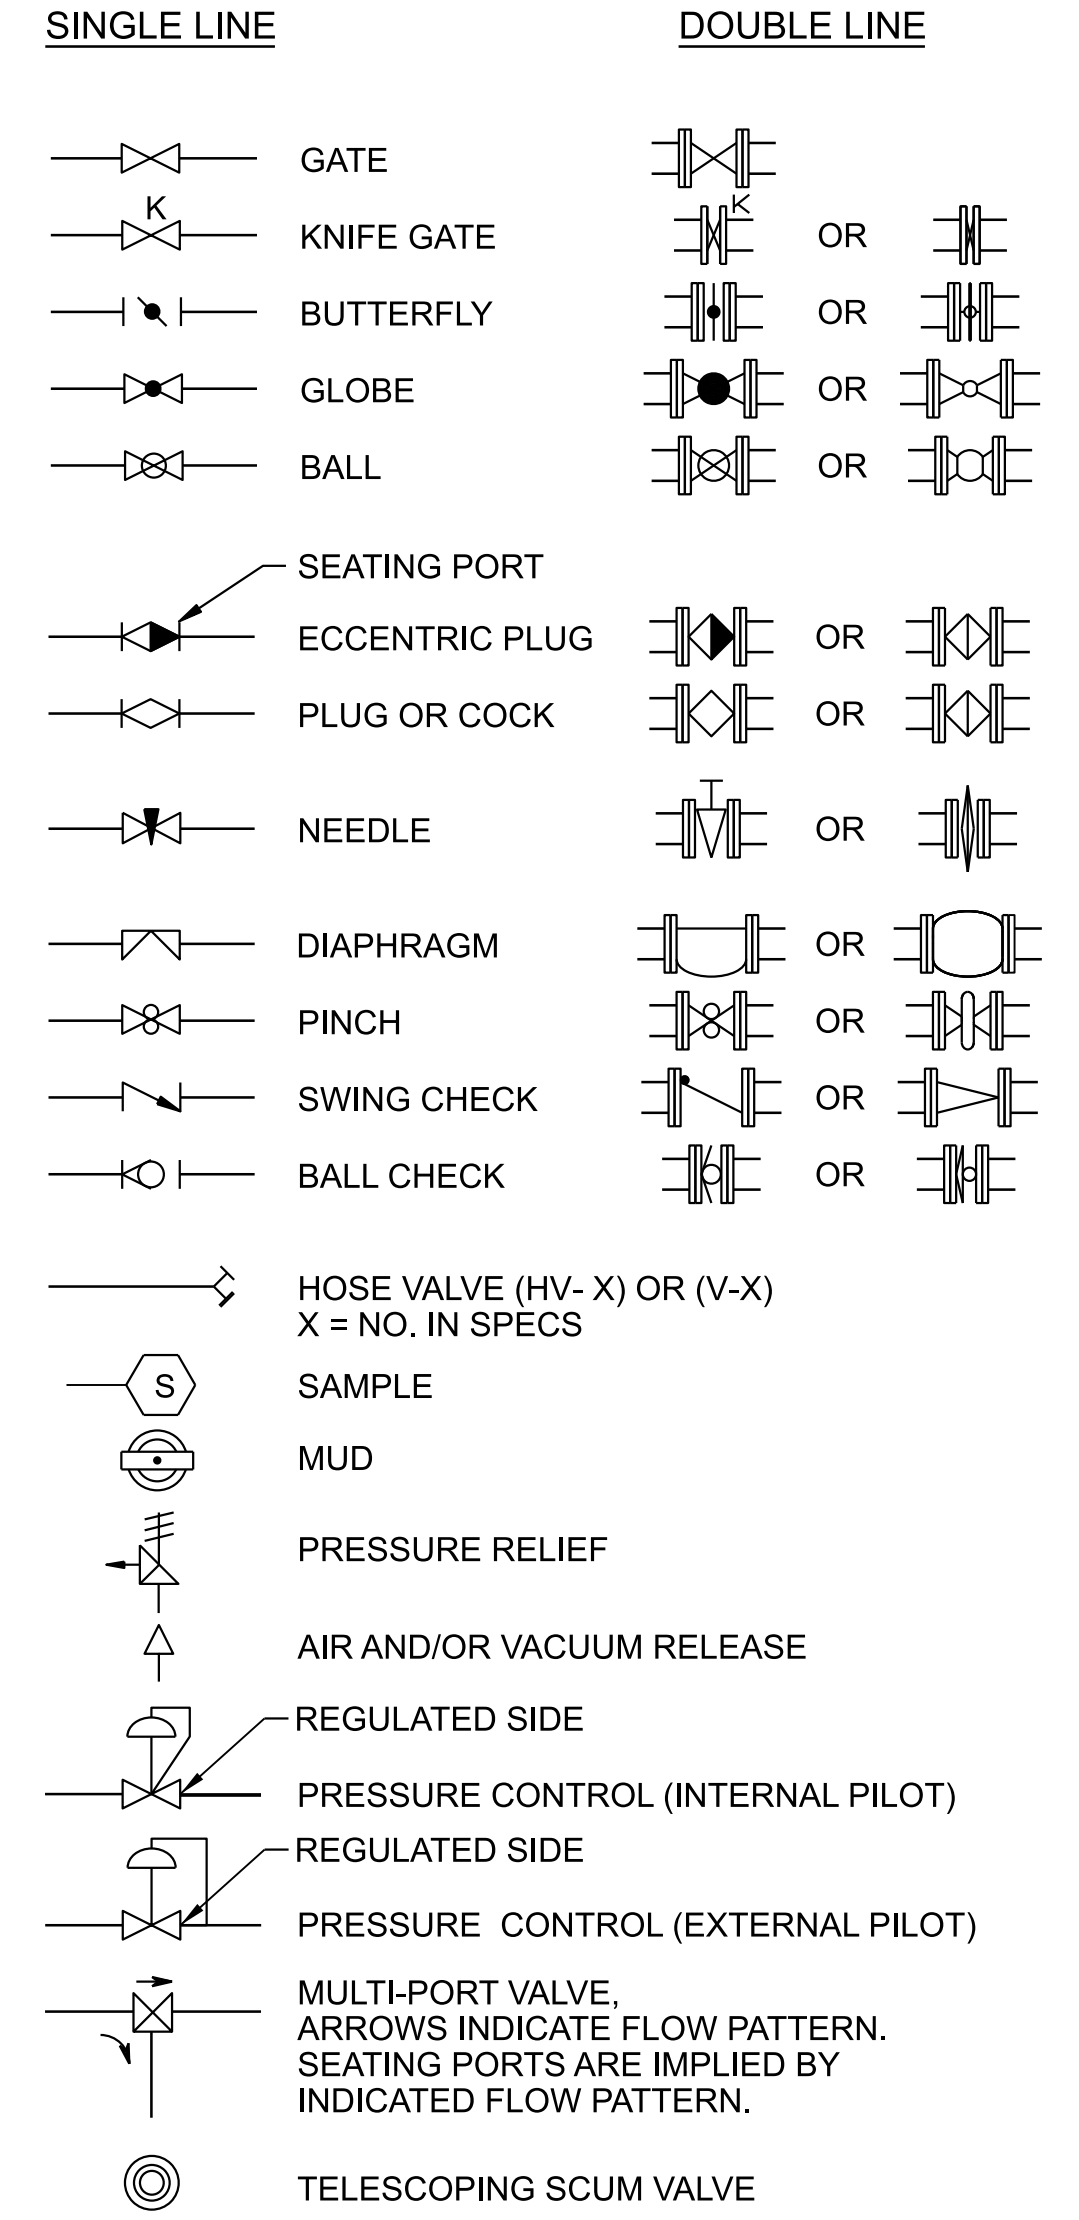 SINGLE LINE DOUBLE LINE
GATE
K K
KNIFE GATE OR
BUTTERFLY OR
GLOBE OR
BALL OR
SEATING PORT
ECCENTRIC PLUG OR
PLUG OR COCK OR
NEEDLE OR
DIAPHRAGM OR
PINCH OR
SWING CHECK OR
BALL CHECK OR
HOSE VALVE (HV- X) OR (V-X)
X = NO. IN SPECS
S SAMPLE
MUD
PRESSURE RELIEF
AIR AND/OR VACUUM RELEASE
REGULATED SIDE
PRESSURE CONTROL (INTERNAL PILOT)
REGULATED SIDE
PRESSURE CONTROL (EXTERNAL PILOT)
MULTI-PORT VALVE,
ARROWS INDICATE FLOW PATTERN.
SEATING PORTS ARE IMPLIED BY
INDICATED FLOW PATTERN.
TELESCOPING SCUM VALVE